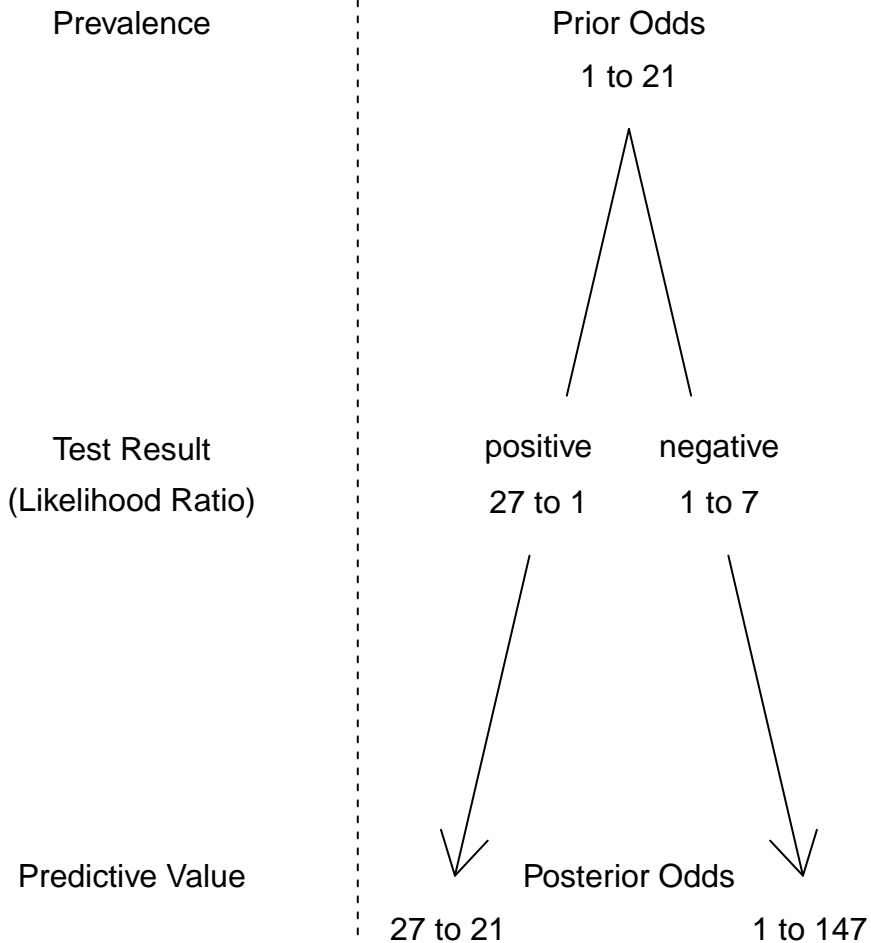 Prevalence
Prior Odds
1 to 21
Test Result
(Likelihood Ratio)
positive
negative
27 to 1
1 to 7
Predictive Value
Posterior Odds
27 to 21
1 to 147